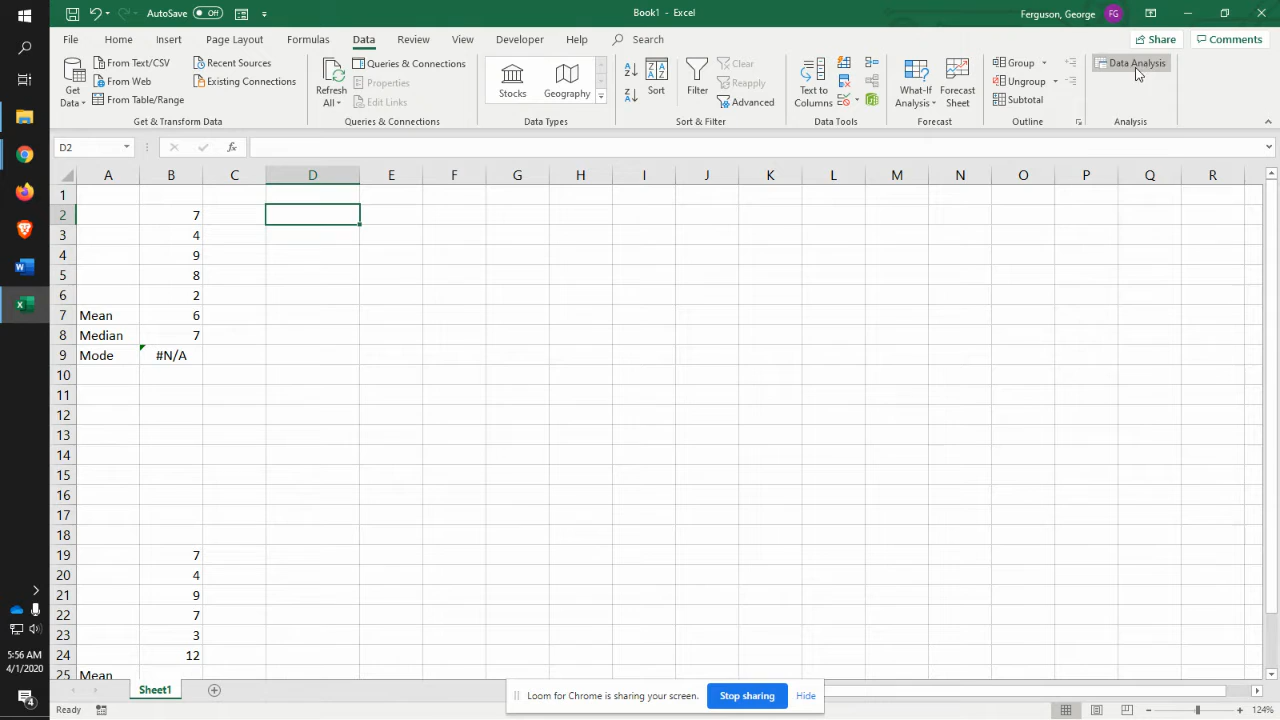 AutoSave Off Book1 - Excel Ferguson, George FG
File Home Insert Page Layout Formulas Data Review View Developer Help Search Share Comments
Get Data From Text/CSV From Web From Table/Range Recent Sources Existing Connections
Get & Transform Data
Refresh All Queries & Connections Properties Edit Links
Queries & Connections
Stocks Geography
Data Types
Sort Filter Clear Reapply Advanced
Sort & Filter
Text to Columns
Data Tools
What-If Analysis Forecast Sheet
Forecast
Group Ungroup Subtotal
Outline
Data Analysis
Analysis
D2 fx
A B C D E F G H I J K L M N O P Q R
1
2 7
3 4
4 9
5 8
6 2
7 Mean 6
8 Median 7
9 Mode #N/A
10
11
12
13
14
15
16
17
18
19 7
20 4
21 9
22 7
23 3
24 12
25 Mean
Sheet1
Loom for Chrome is sharing your screen. Stop sharing Hide
Ready 124%
5:56 AM
4/1/2020
4